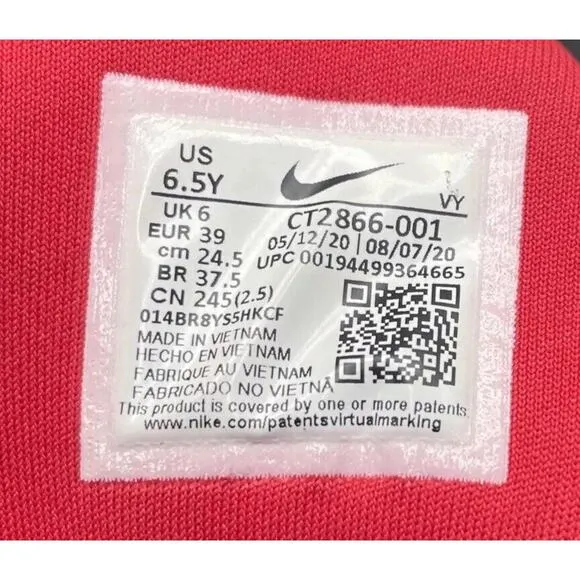 US
6.5Y
VY
UK 6
EUR 39
cm 24.5
BR 37.5
CN 245(2.5)
CT2866-001
05/12/20 | 08/07/20
UPC 00194499364665
014BR8YS5HKCF
MADE IN VIETNAM
HECHO EN VIETNAM
FABRIQUE AU VIETNAM
FABRICADO NO VIETNÃ
This product is covered by one or more patents
www.nike.com/patentsvirtualmarking